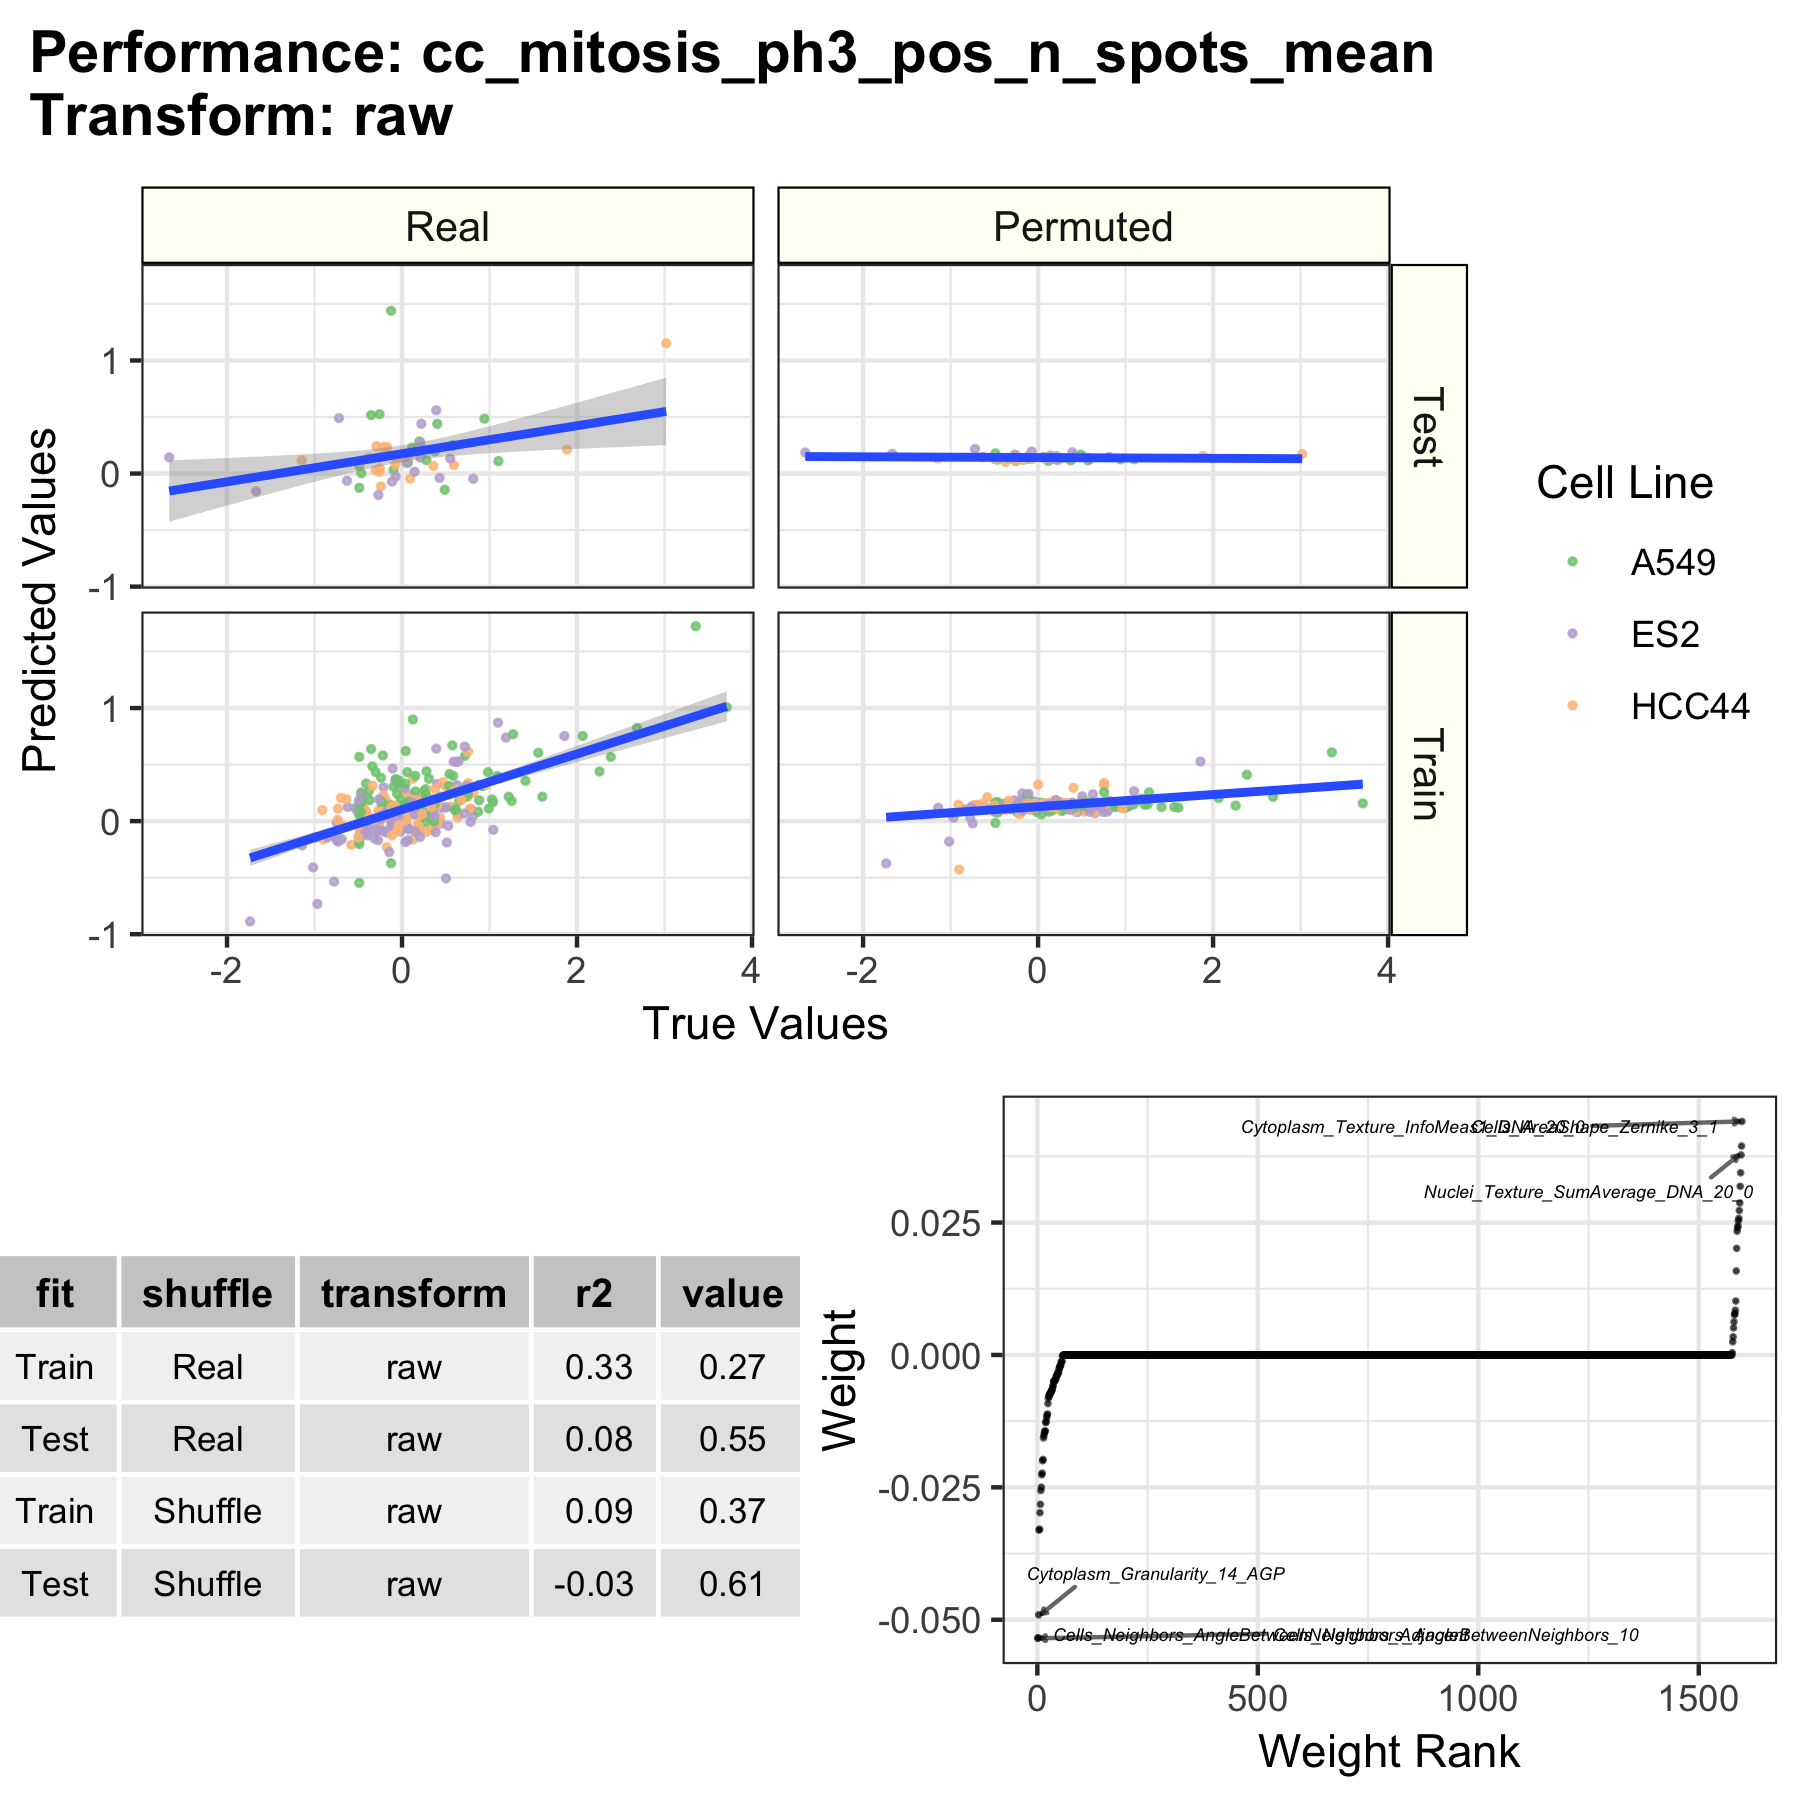 Performance: cc_mitosis_ph3_pos_n_spots_mean
Transform: raw
Real
Permuted
Test
Train
1
0
-1
1
0
-1
-2
0
2
4
-2
0
2
4
Predicted Values
True Values
Cell Line
A549
ES2
HCC44
fit shuffle transform r2 value
Train Real raw 0.33 0.27
Test Real raw 0.08 0.55
Train Shuffle raw 0.09 0.37
Test Shuffle raw -0.03 0.61
Weight
0.025
0.000
-0.025
-0.050
Cytoplasm_Texture_InfoMeas1_DNA_20_0
Cells_AreaShape_Zernike_3_1
Nuclei_Texture_SumAverage_DNA_20_0
Cytoplasm_Granularity_14_AGP
Cells_Neighbors_AngleBetweenNeighbors_Adjacent
Cells_Neighbors_AngleBetweenNeighbors_10
0
500
1000
1500
Weight Rank